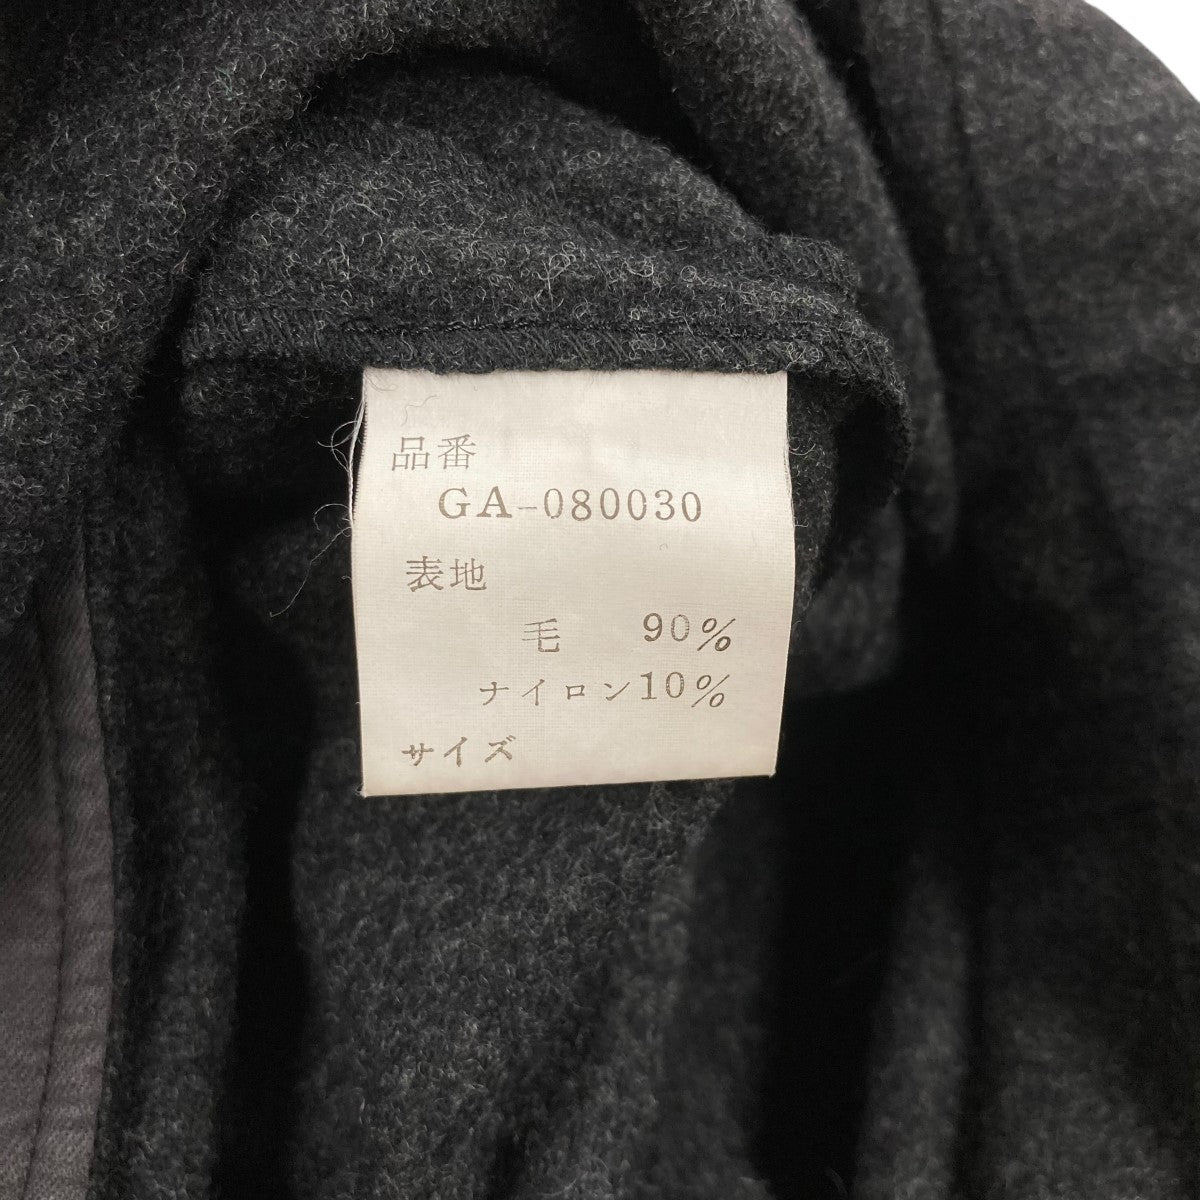 品番
GA-080030
表地
毛 90%
ナイロン10%
サイズ